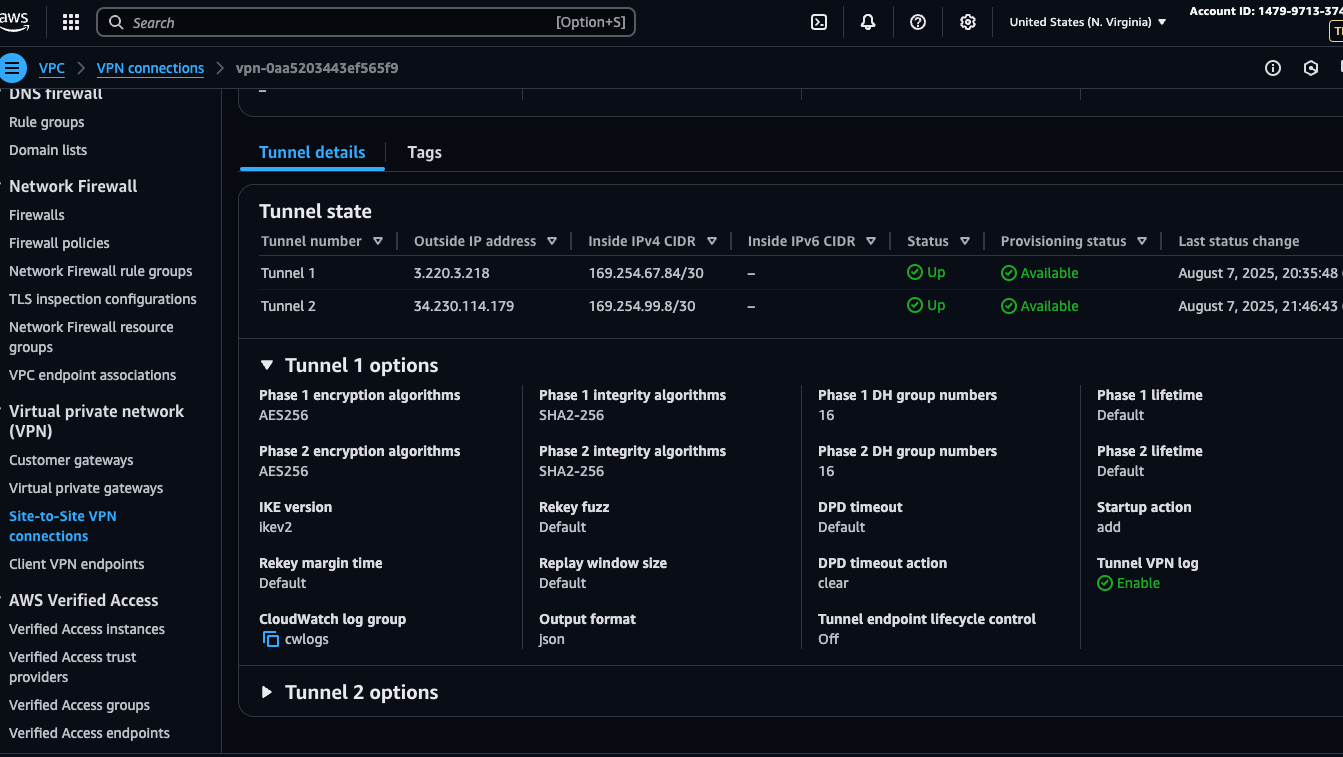 aws
Search [Option+S]
United States (N. Virginia)
Account ID: 1479-9713-374
VPC > VPN connections > vpn-0aa5203443ef565f9
DNS firewall
Rule groups
Domain lists
Network Firewall
Firewalls
Firewall policies
Network Firewall rule groups
TLS inspection configurations
Network Firewall resource
groups
VPC endpoint associations
Virtual private network
(VPN)
Customer gateways
Virtual private gateways
Site-to-Site VPN
connections
Client VPN endpoints
AWS Verified Access
Verified Access instances
Verified Access trust
providers
Verified Access groups
Verified Access endpoints
–
Tunnel details Tags
Tunnel state
Tunnel number Outside IP address Inside IPv4 CIDR Inside IPv6 CIDR Status Provisioning status Last status change
Tunnel 1 3.220.3.218 169.254.67.84/30 – Up Available August 7, 2025, 20:35:48
Tunnel 2 34.230.114.179 169.254.99.8/30 – Up Available August 7, 2025, 21:46:43
Tunnel 1 options
Phase 1 encryption algorithms
AES256
Phase 1 integrity algorithms
SHA2-256
Phase 1 DH group numbers
16
Phase 1 lifetime
Default
Phase 2 encryption algorithms
AES256
Phase 2 integrity algorithms
SHA2-256
Phase 2 DH group numbers
16
Phase 2 lifetime
Default
IKE version
ikev2
Rekey fuzz
Default
DPD timeout
Default
Startup action
add
Rekey margin time
Default
Replay window size
Default
DPD timeout action
clear
Tunnel VPN log
Enable
CloudWatch log group
cwlogs
Output format
json
Tunnel endpoint lifecycle control
Off
Tunnel 2 options